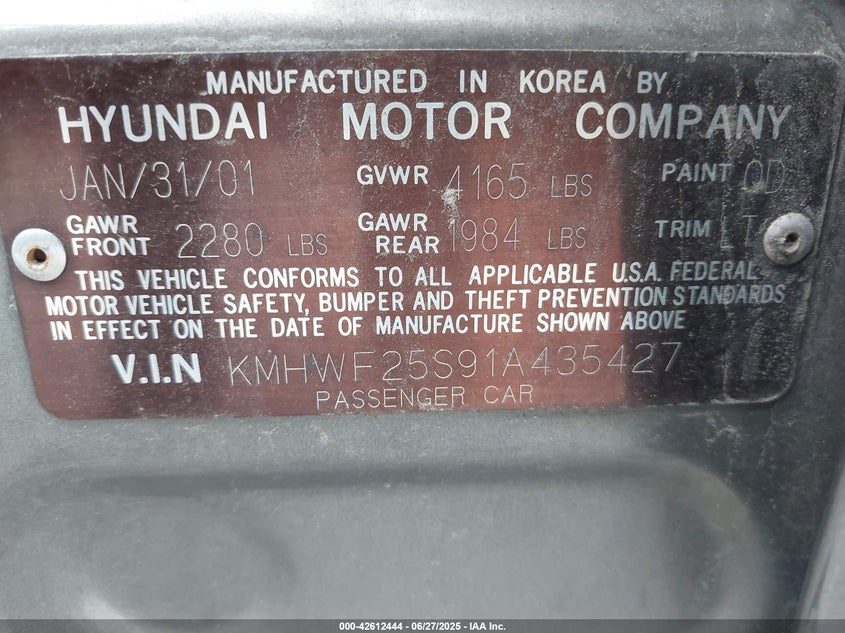 MANUFACTURED IN KOREA BY
HYUNDAI MOTOR COMPANY
JAN/31/01 GVWR 4165 LBS PAINT OD
GAWR FRONT 2280 LBS GAWR REAR 1984 LBS TRIM LT
THIS VEHICLE CONFORMS TO ALL APPLICABLE U.S.A. FEDERAL
MOTOR VEHICLE SAFETY, BUMPER AND THEFT PREVENTION STANDARDS
IN EFFECT ON THE DATE OF MANUFACTURE SHOWN ABOVE
V.I.N KMHWF25S91A435427
PASSENGER CAR
000-42612444 / 06/27/2025 - IAA Inc.